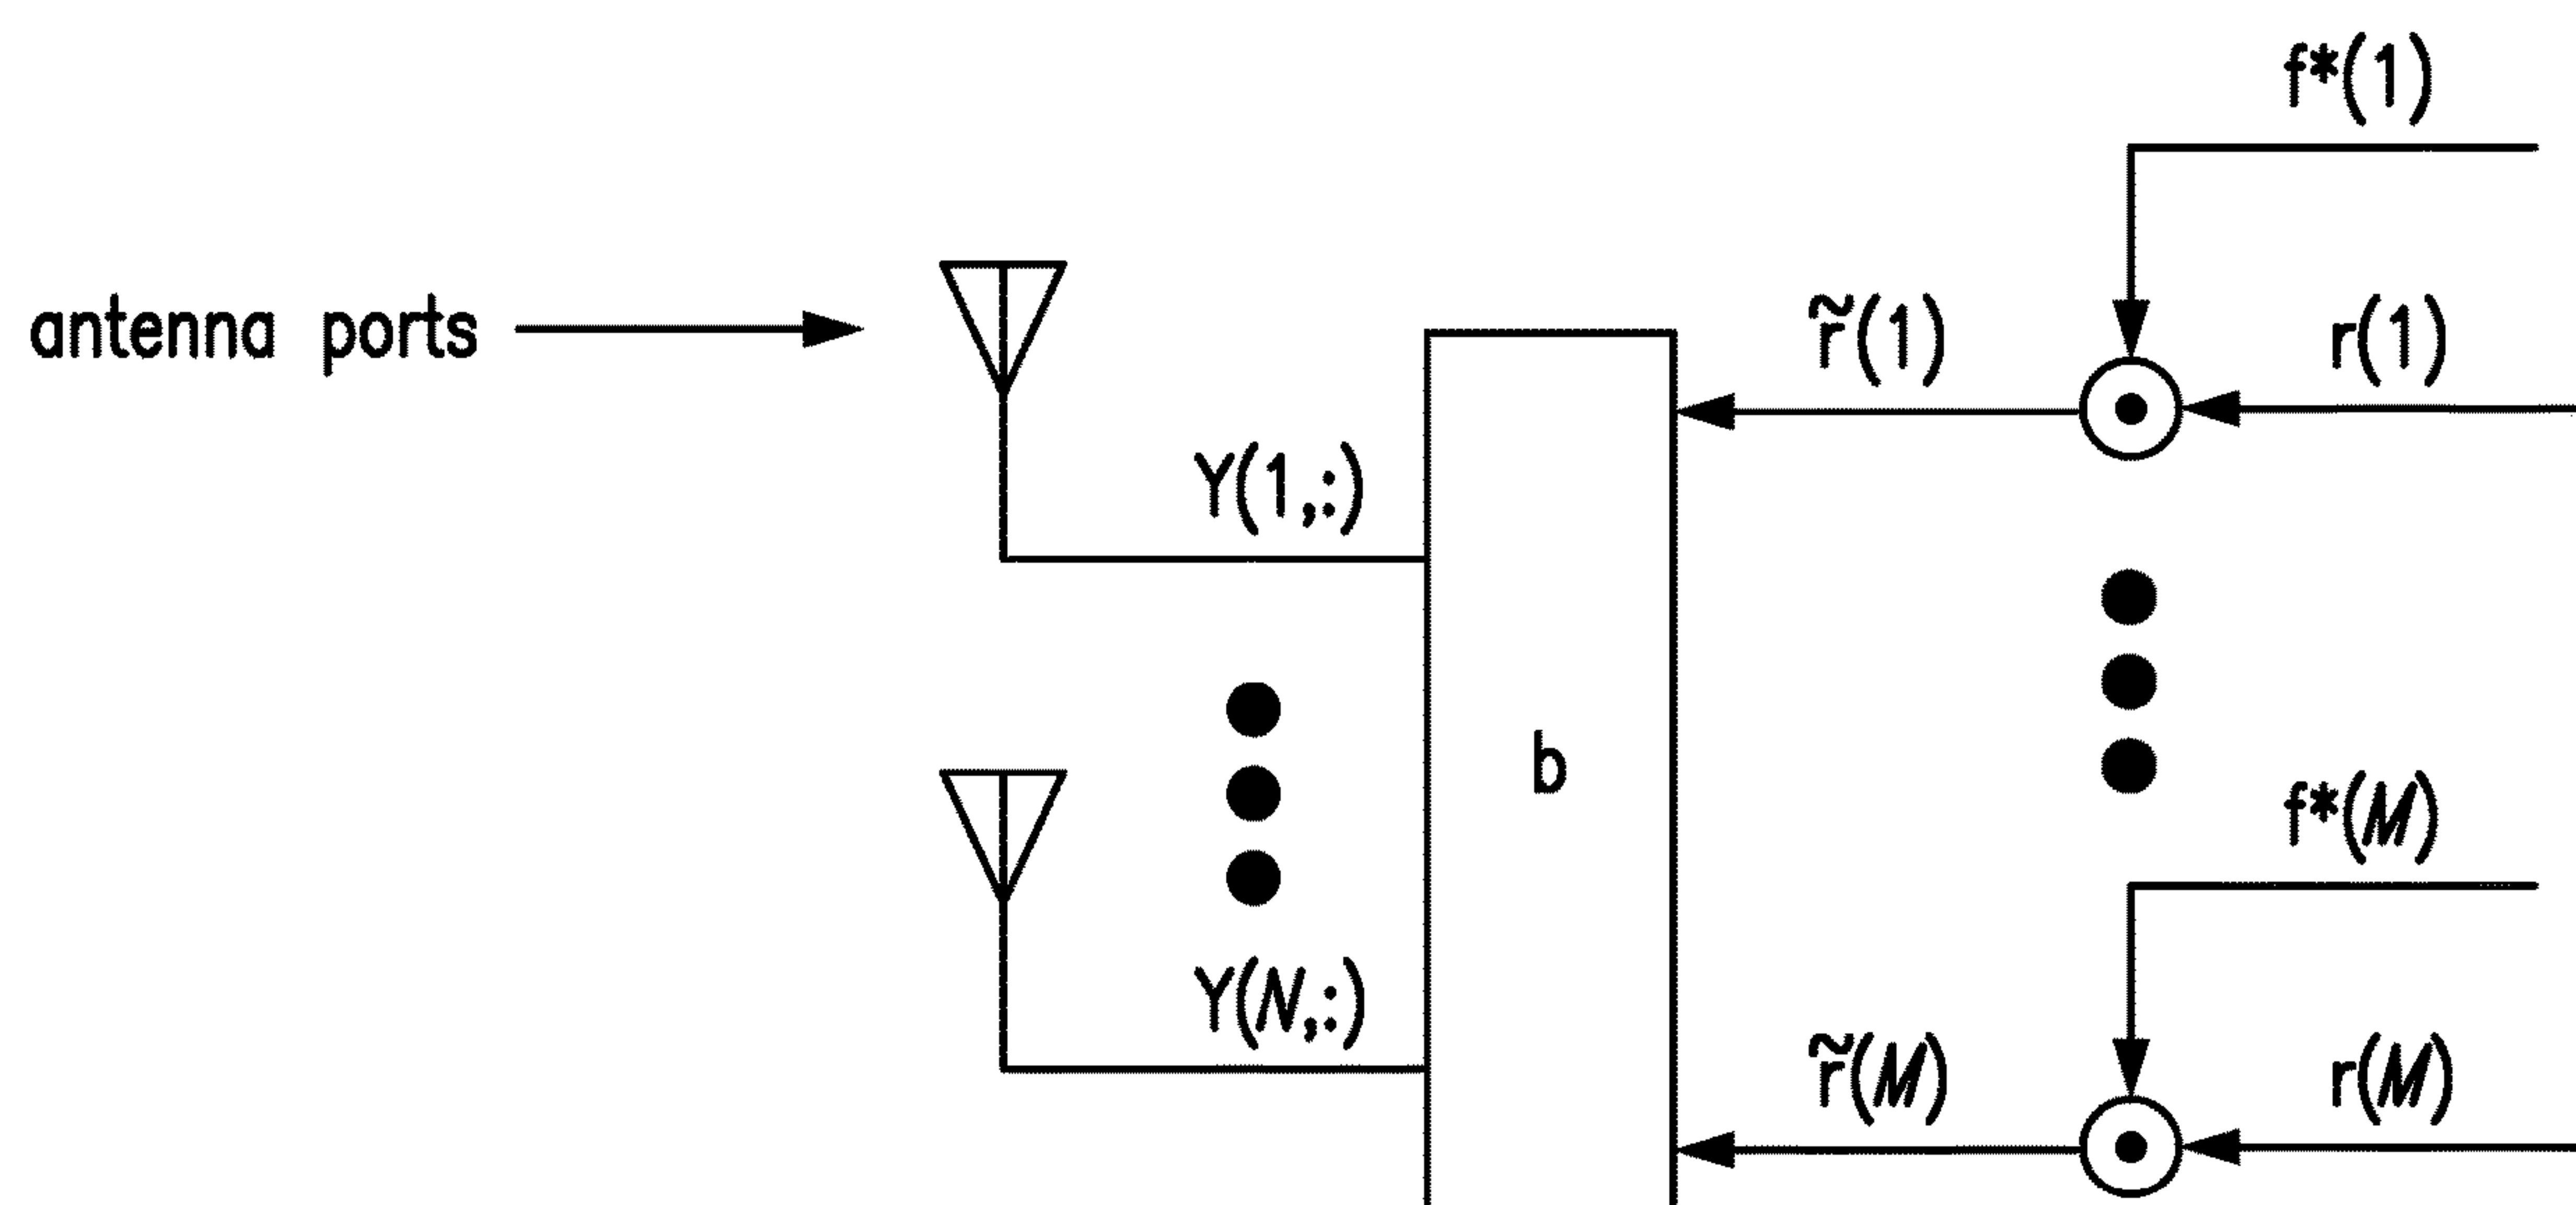 f*(1)
antenna ports
r̃(1)
r(1)
Y(1,:)
b
f*(M)
Y(N,:)
r̃(M)
r(M)